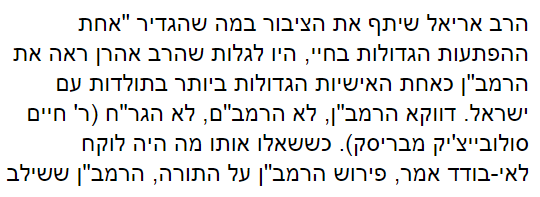 הרב אריאל שיתף את הציבור במה שהגדיר "אחת
ההפתעות הגדולות בחיי, היו לגלות שהרב אהרן ראה את
הרמב"ן כאחת האישיות הגדולות ביותר בתולדות עם
ישראל. דווקא הרמב"ן, לא הרמב"ם, לא הגר"ח (ר' חיים
סולובייצ'יק מבריסק). כששאלו אותו מה היה לוקח
לאי-בודד אמר, פירוש הרמב"ן על התורה, הרמב"ן ששילב